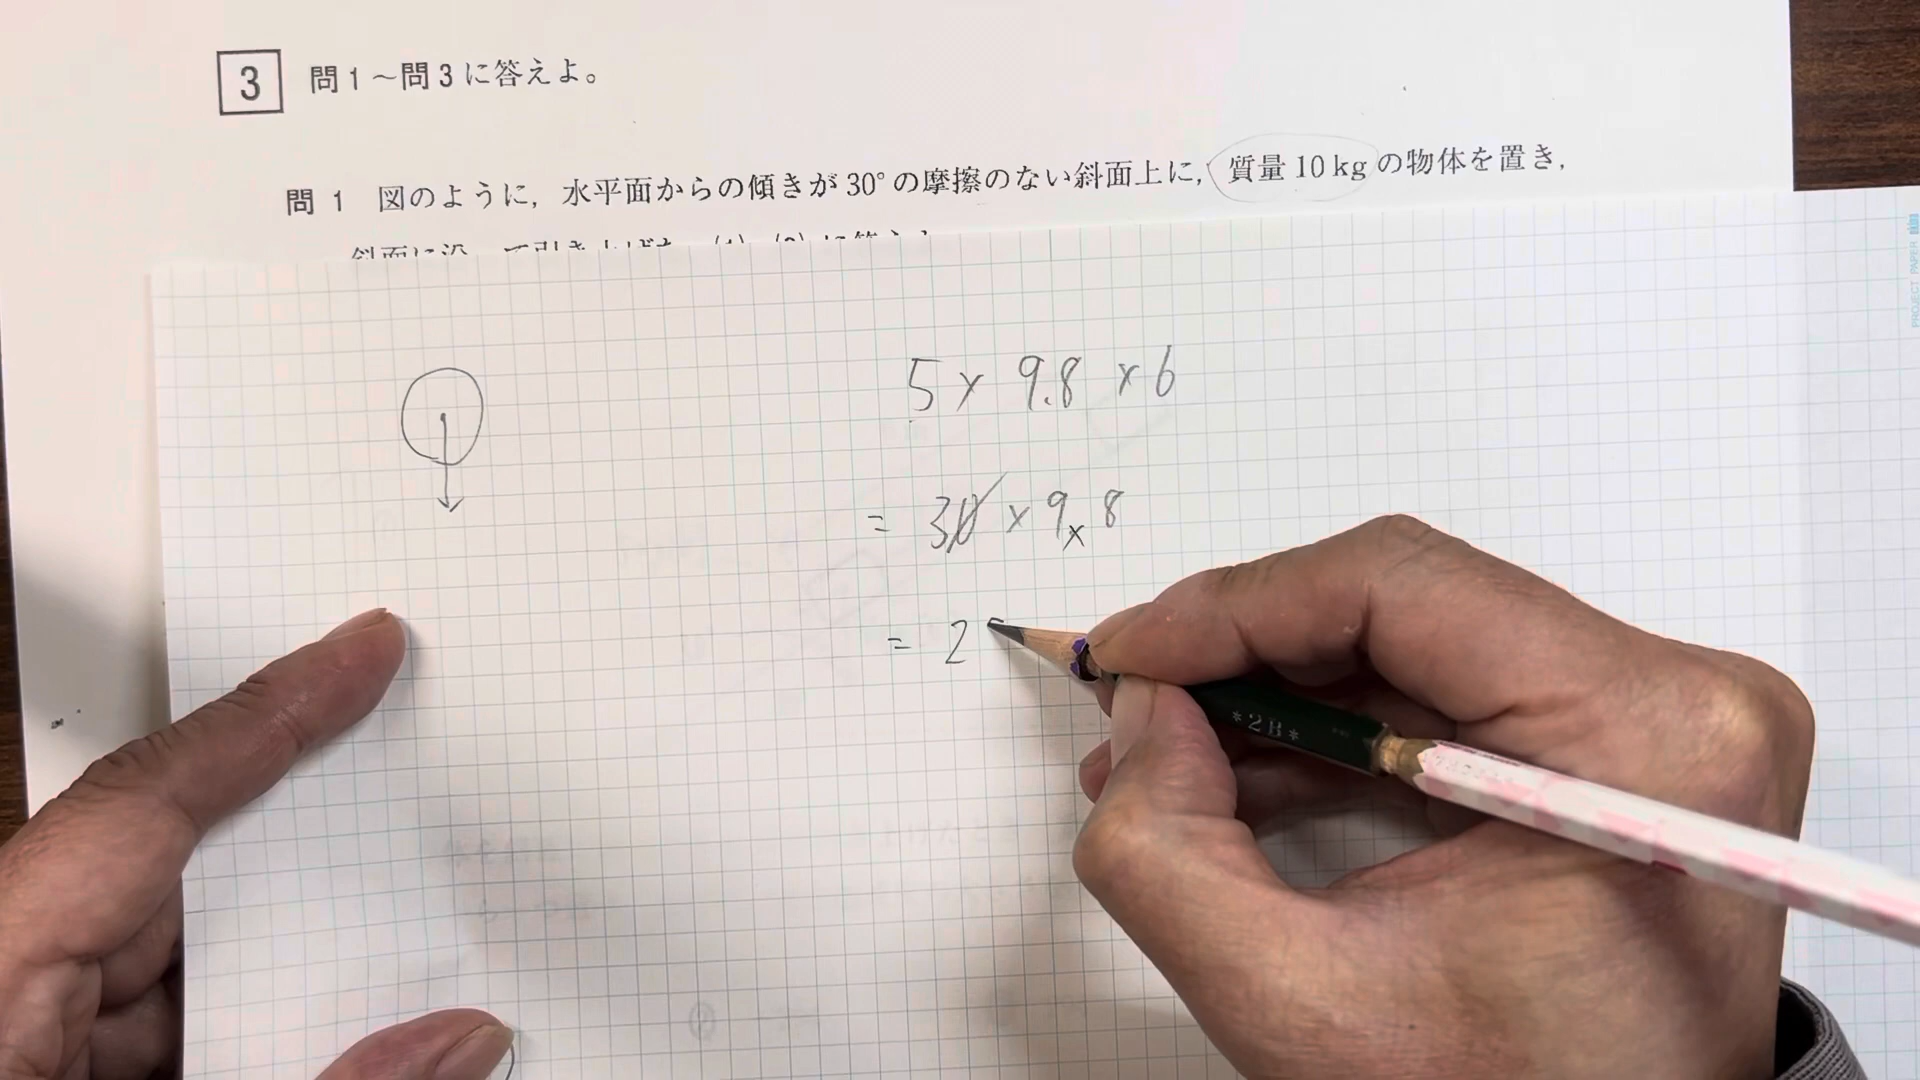 3 問1～問3に答えよ。
問 1 図のように，水平面からの傾きが30°の摩擦のない斜面上に，質量10 kgの物体を置き，
5 × 9.8 × 6
= 30 × 9 × 8
= 2
*2B*
PROJECT PAPER